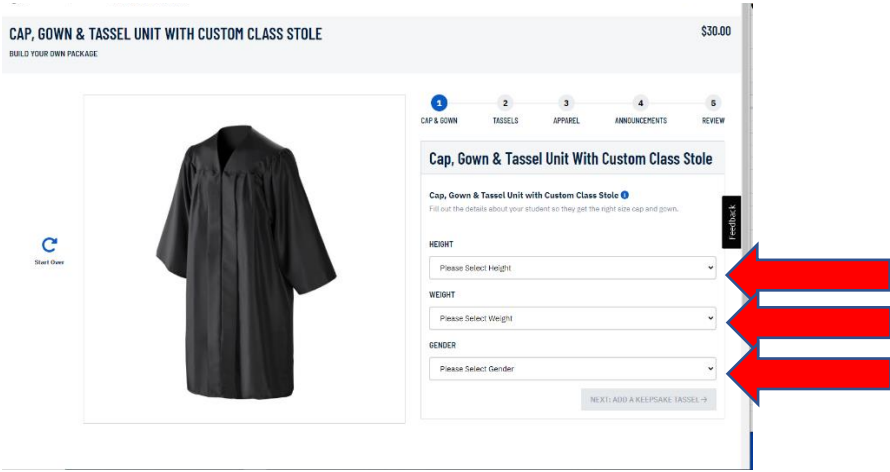 CAP, GOWN & TASSEL UNIT WITH CUSTOM CLASS STOLE
$30.00
BUILD YOUR OWN PACKAGE
1 2 3 4 5
CAP & GOWN TASSELS APPAREL ANNOUNCEMENTS REVIEW
Cap, Gown & Tassel Unit With Custom Class Stole
Cap, Gown & Tassel Unit with Custom Class Stole
Fill out the details about your student so they get the right size cap and gown.
Feedback
Start Over
HEIGHT
Please Select Height
WEIGHT
Please Select Weight
GENDER
Please Select Gender
NEXT: ADD A KEEPSAKE TASSEL →